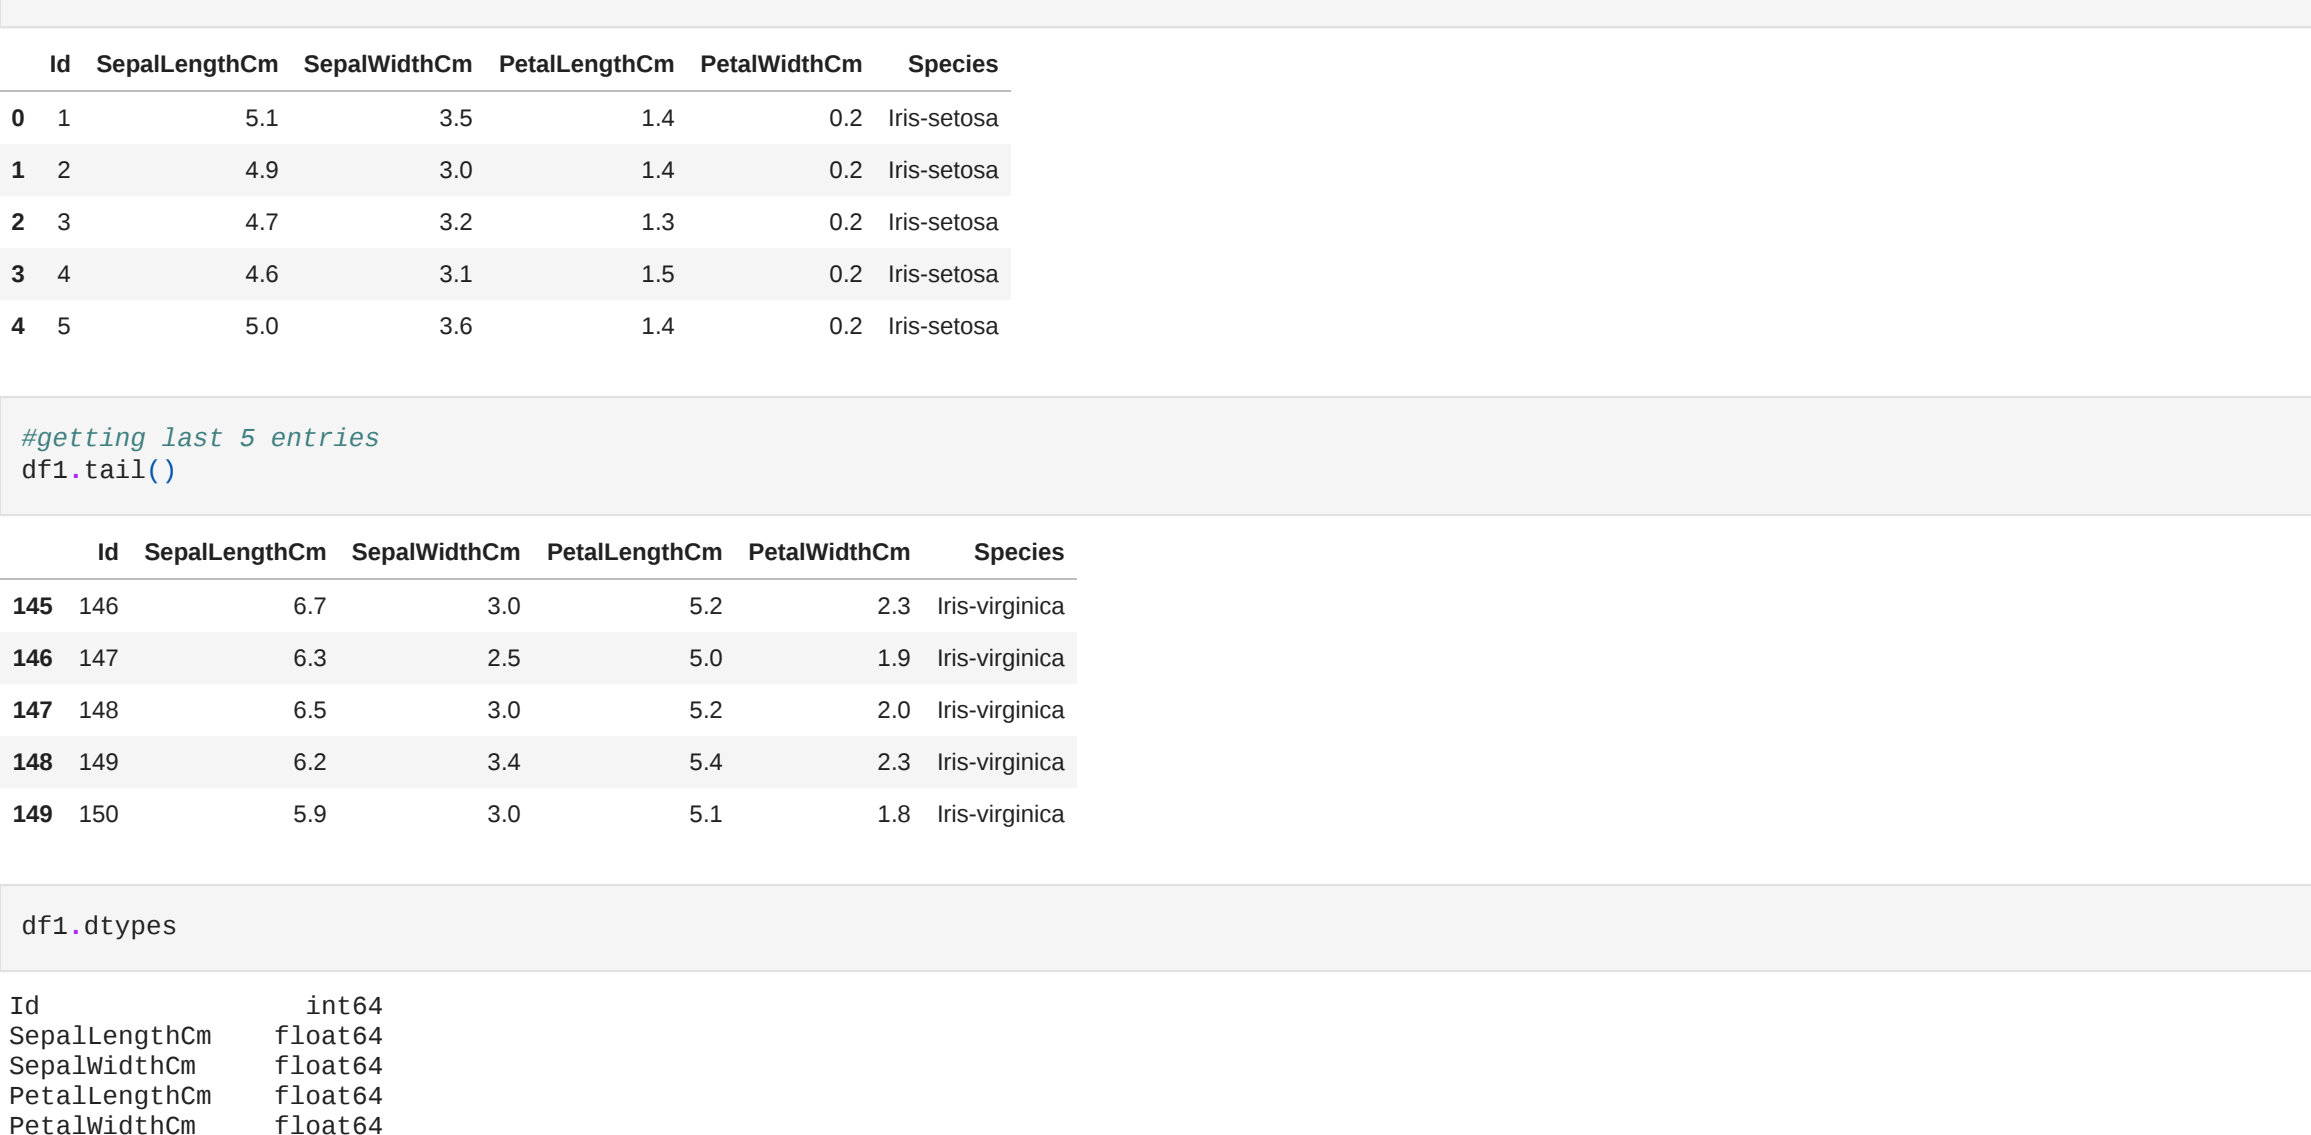 Id SepalLengthCm SepalWidthCm PetalLengthCm PetalWidthCm Species
0 1 5.1 3.5 1.4 0.2 Iris-setosa
1 2 4.9 3.0 1.4 0.2 Iris-setosa
2 3 4.7 3.2 1.3 0.2 Iris-setosa
3 4 4.6 3.1 1.5 0.2 Iris-setosa
4 5 5.0 3.6 1.4 0.2 Iris-setosa
#getting last 5 entries
df1.tail()
Id SepalLengthCm SepalWidthCm PetalLengthCm PetalWidthCm Species
145 146 6.7 3.0 5.2 2.3 Iris-virginica
146 147 6.3 2.5 5.0 1.9 Iris-virginica
147 148 6.5 3.0 5.2 2.0 Iris-virginica
148 149 6.2 3.4 5.4 2.3 Iris-virginica
149 150 5.9 3.0 5.1 1.8 Iris-virginica
df1.dtypes
Id int64
SepalLengthCm float64
SepalWidthCm float64
PetalLengthCm float64
PetalWidthCm float64